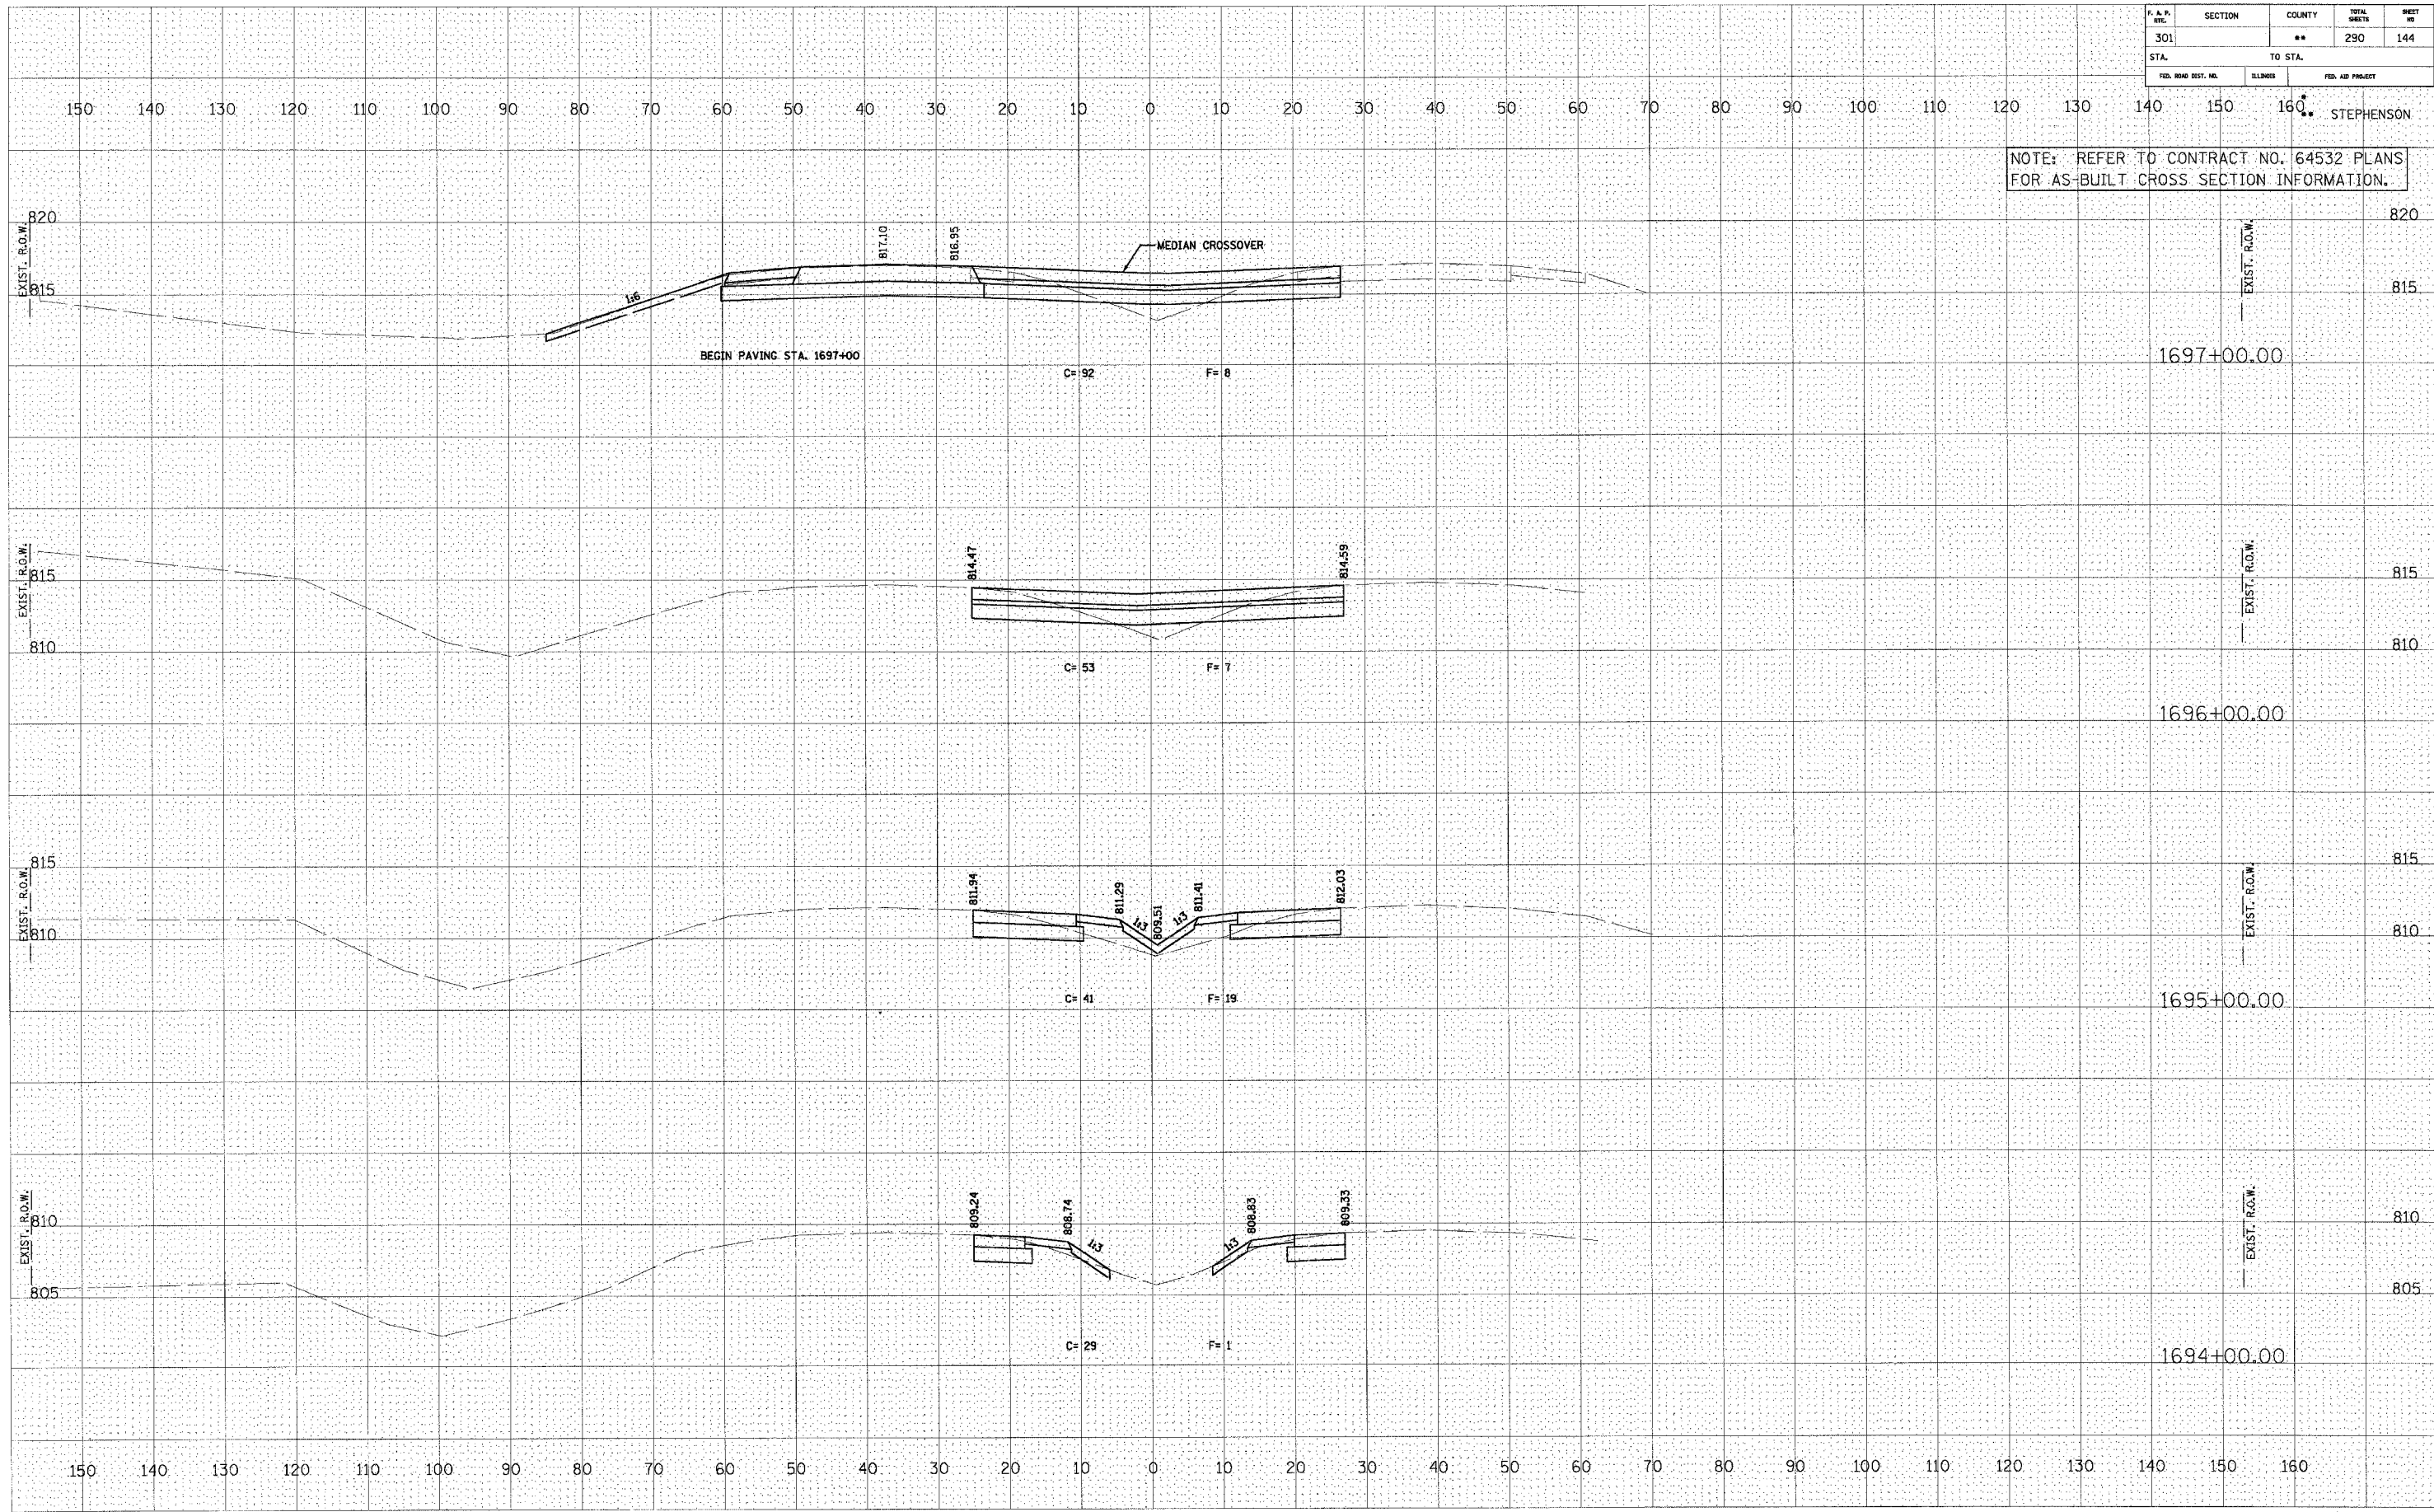 F. A. P. RTE. SECTION COUNTY TOTAL SHEETS SHEET NO
301 ** 290 144
STA. TO STA.
FED. ROAD DIST. NO. ILLINOIS FED. AID PROJECT
150 140 130 120 110 100 90 80 70 60 50 40 30 20 10 0 10 20 30 40 50 60 70 80 90 100 110 120 130 140 150 160
*
** STEPHENSON
NOTE: REFER TO CONTRACT NO. 64532 PLANS
FOR AS-BUILT CROSS SECTION INFORMATION.
820 820
EXIST. R.O.W. 817.10 816.95 MEDIAN CROSSOVER EXIST. R.O.W.
815 1:6 815
BEGIN PAVING STA. 1697+00 1697+00.00
C= 92 F= 8
EXIST. R.O.W. 814.47 814.59 EXIST. R.O.W.
815 815
810 810
C= 53 F= 7
1696+00.00
815 815
EXIST. R.O.W. 811.94 811.29 1:3 809.51 1:3 811.41 812.03 EXIST. R.O.W.
810 810
C= 41 F= 19 1695+00.00
EXIST. R.O.W. 809.24 808.74 1:3 1:3 808.83 809.33 EXIST. R.O.W.
810 810
805 805
C= 29 F= 1
1694+00.00
150 140 130 120 110 100 90 80 70 60 50 40 30 20 10 0 10 20 30 40 50 60 70 80 90 100 110 120 130 140 150 160